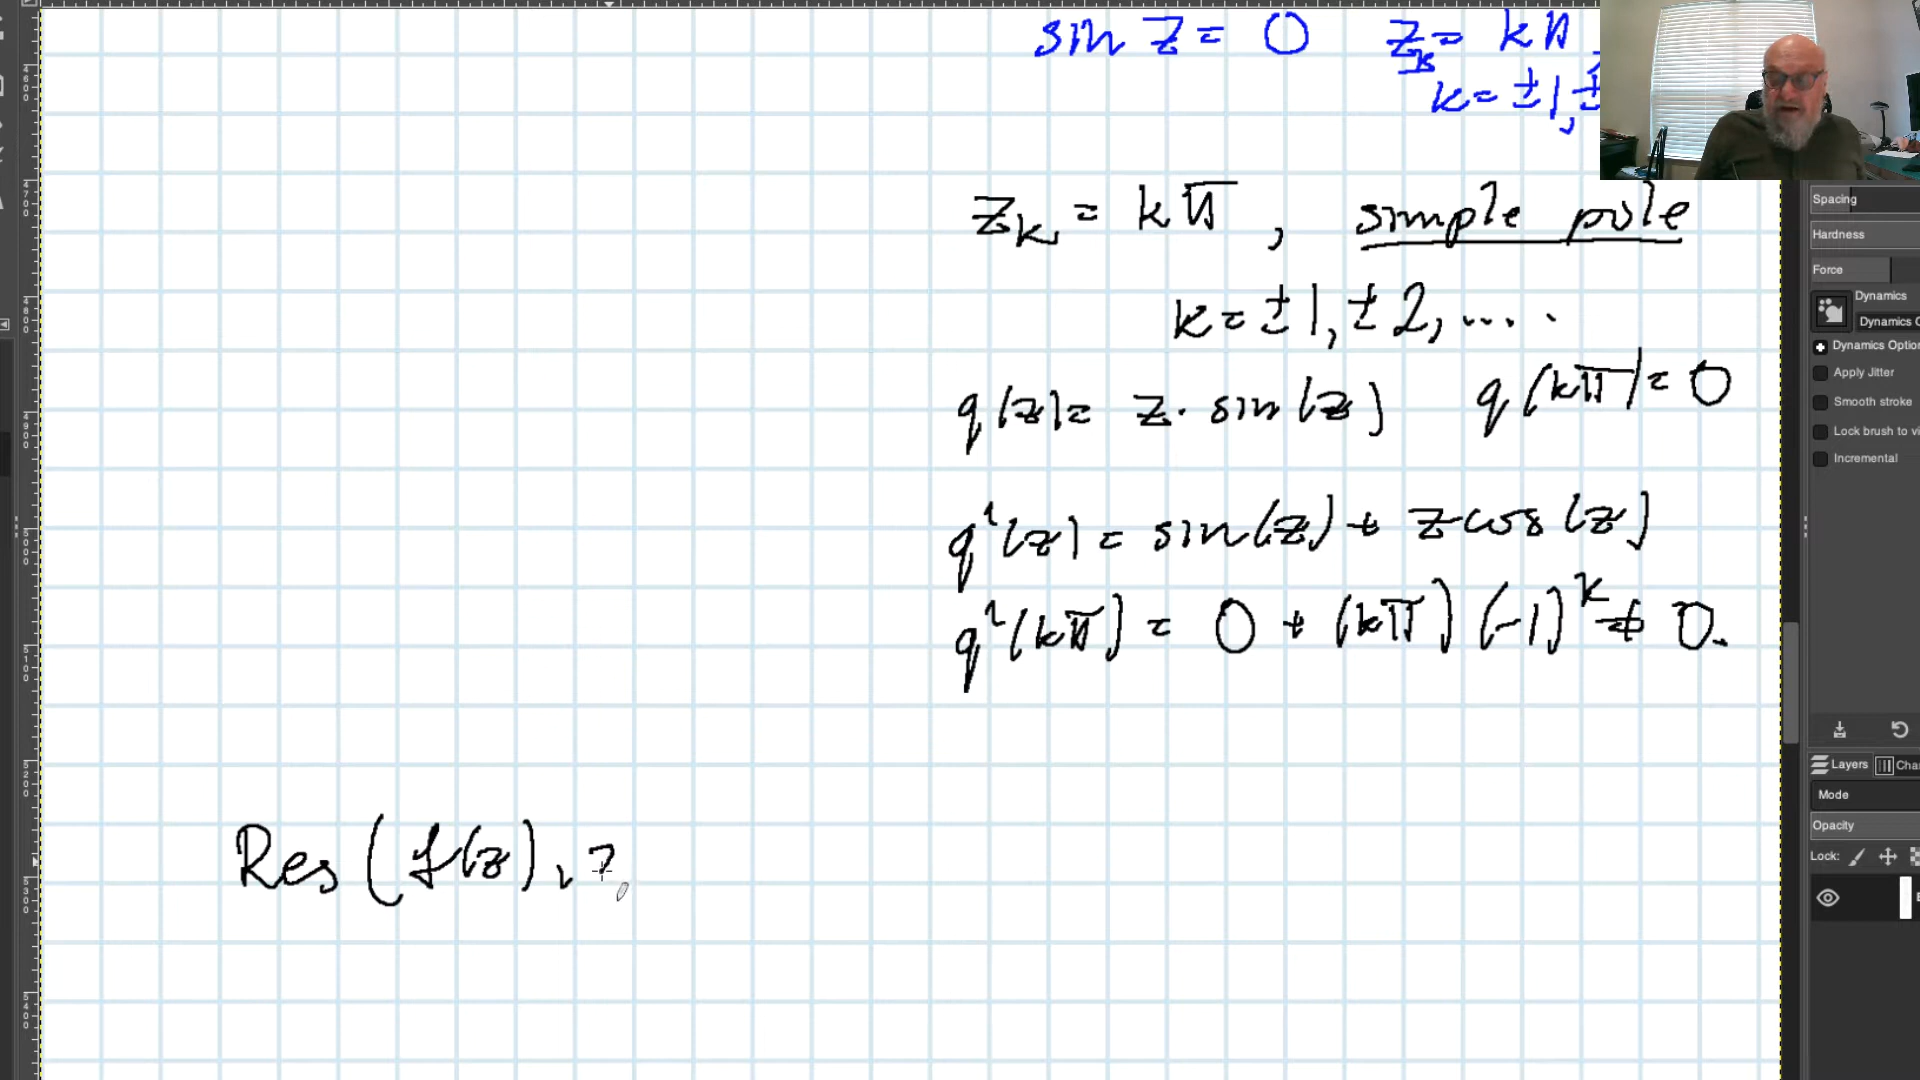 sin z = 0 z_k = kπ
k = ±1, ±
z_k = kπ, simple pole
k = ±1, ±2, ....
q(z) = z · sin(z) q(kπ) = 0
q'(z) = sin(z) + z cos(z)
q'(kπ) = 0 + (kπ)(-1)^k ≠ 0.
Res(f(z), z
Spacing
Hardness
Force
Dynamics
Dynamics O
Dynamics Option
Apply Jitter
Smooth stroke
Lock brush to vi
Incremental
Layers Cha
Mode
Opacity
Lock: